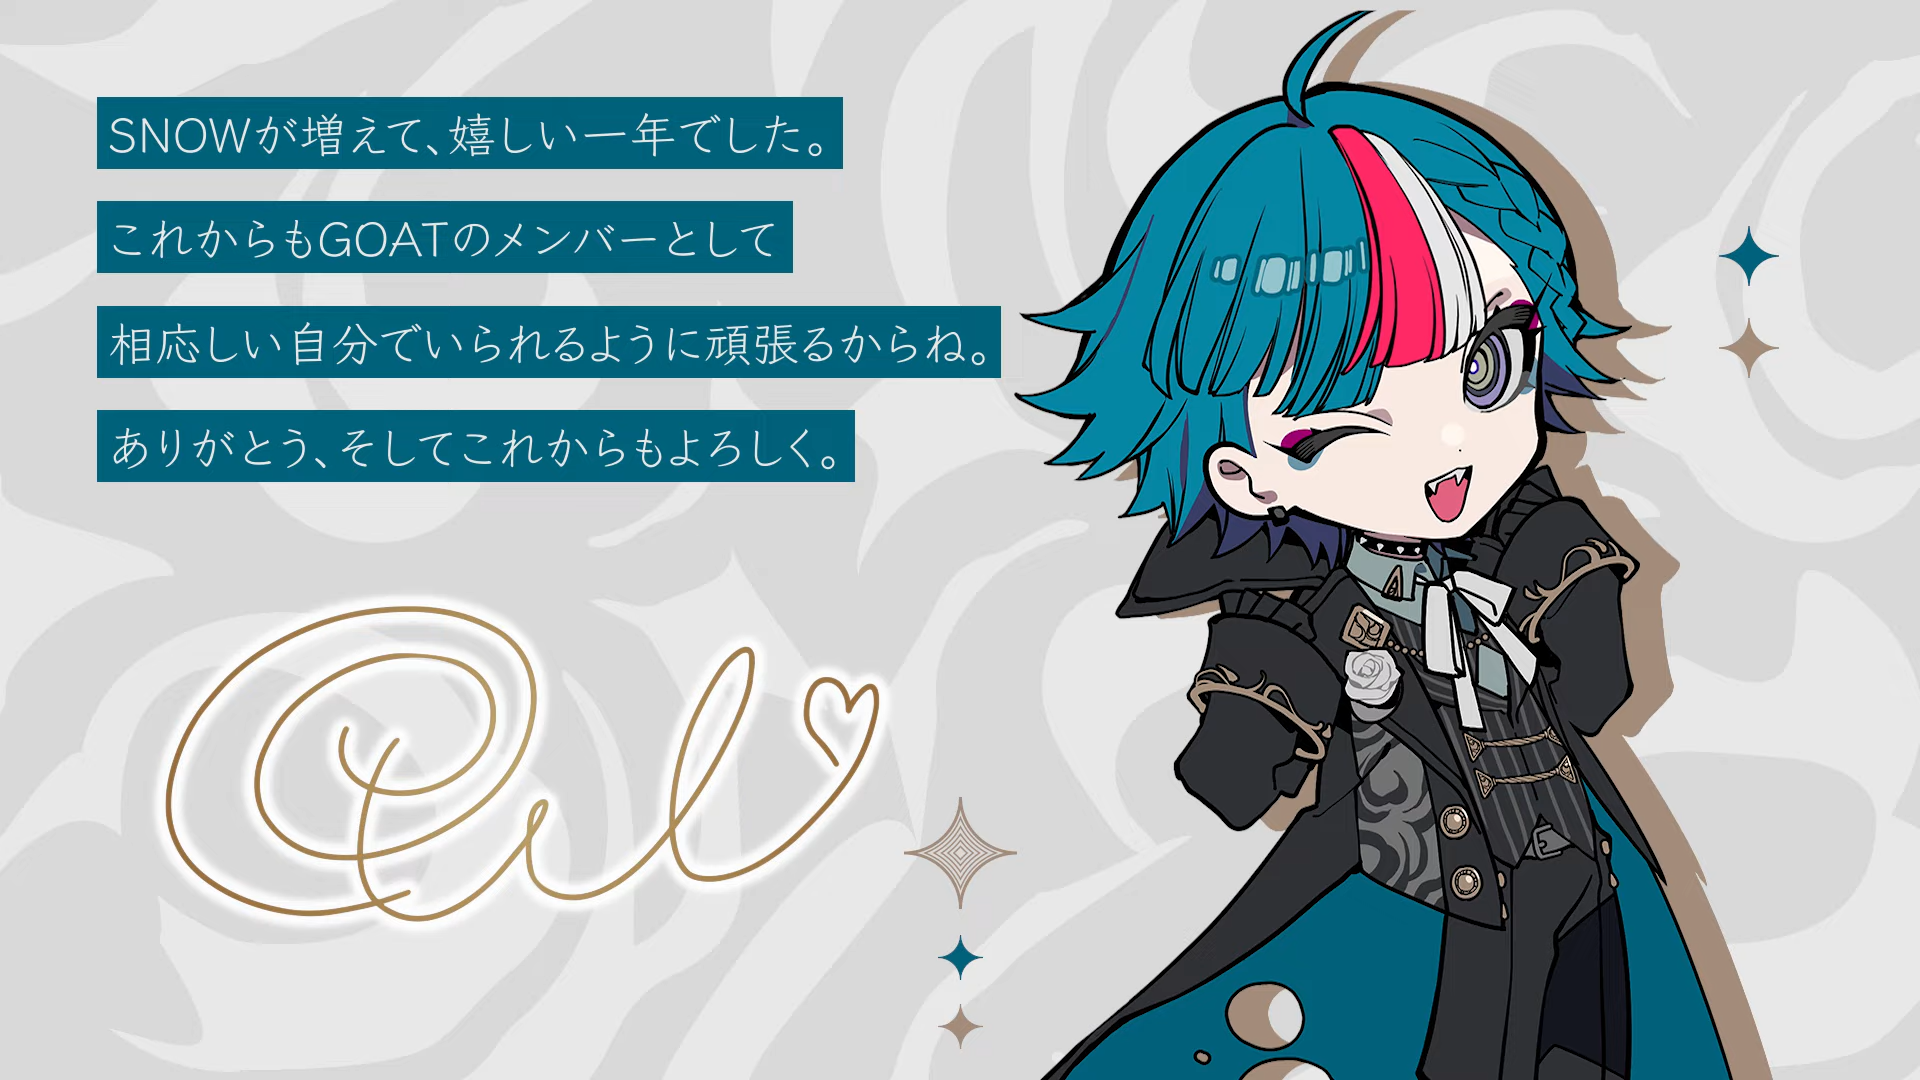 SNOWが増えて、嬉しい一年でした。
これからもGOATのメンバーとして
相応しい自分でいられるように頑張るからね。
ありがとう、そしてこれからもよろしく。